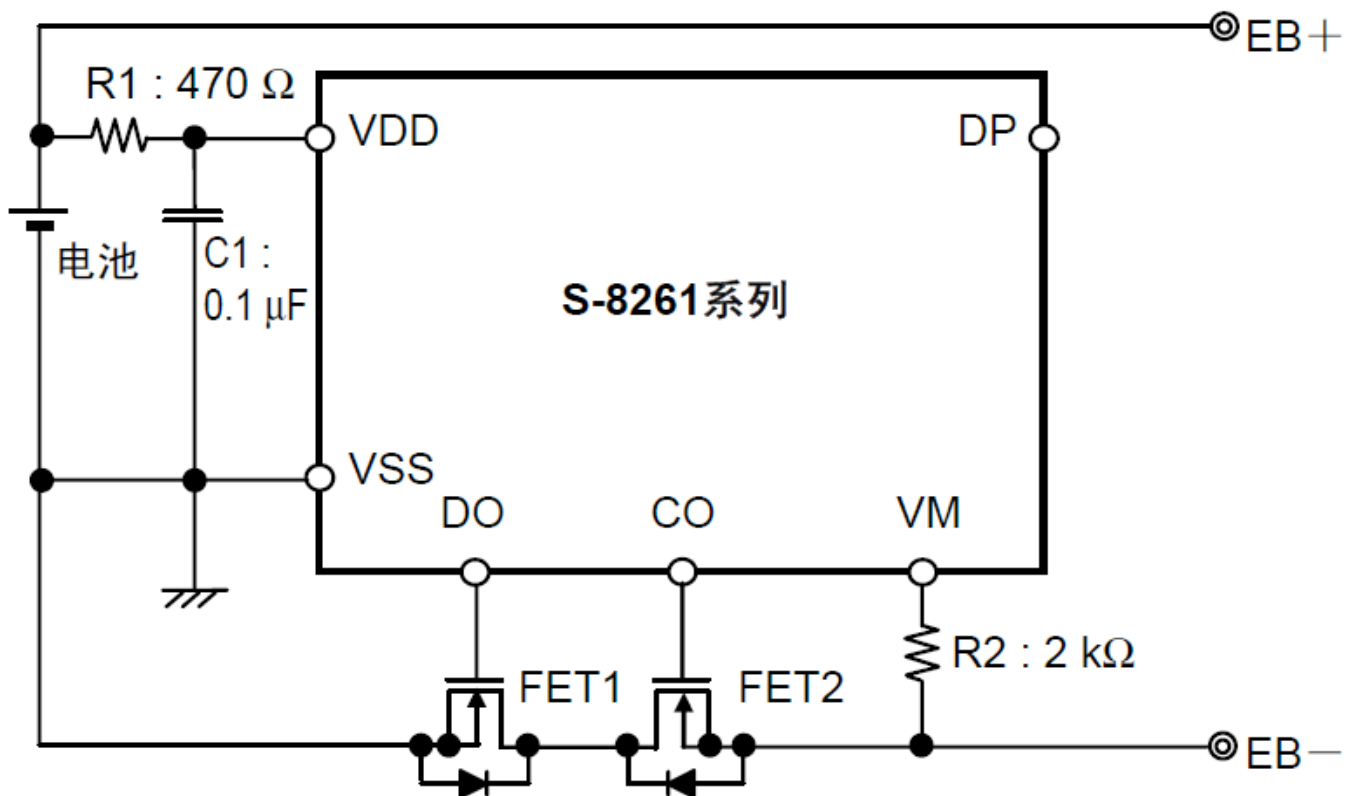 EB+
R1 : 470 Ω
VDD
DP
电池
C1 :
0.1 μF
S-8261系列
VSS
DO
CO
VM
R2 : 2 kΩ
FET1
FET2
EB−